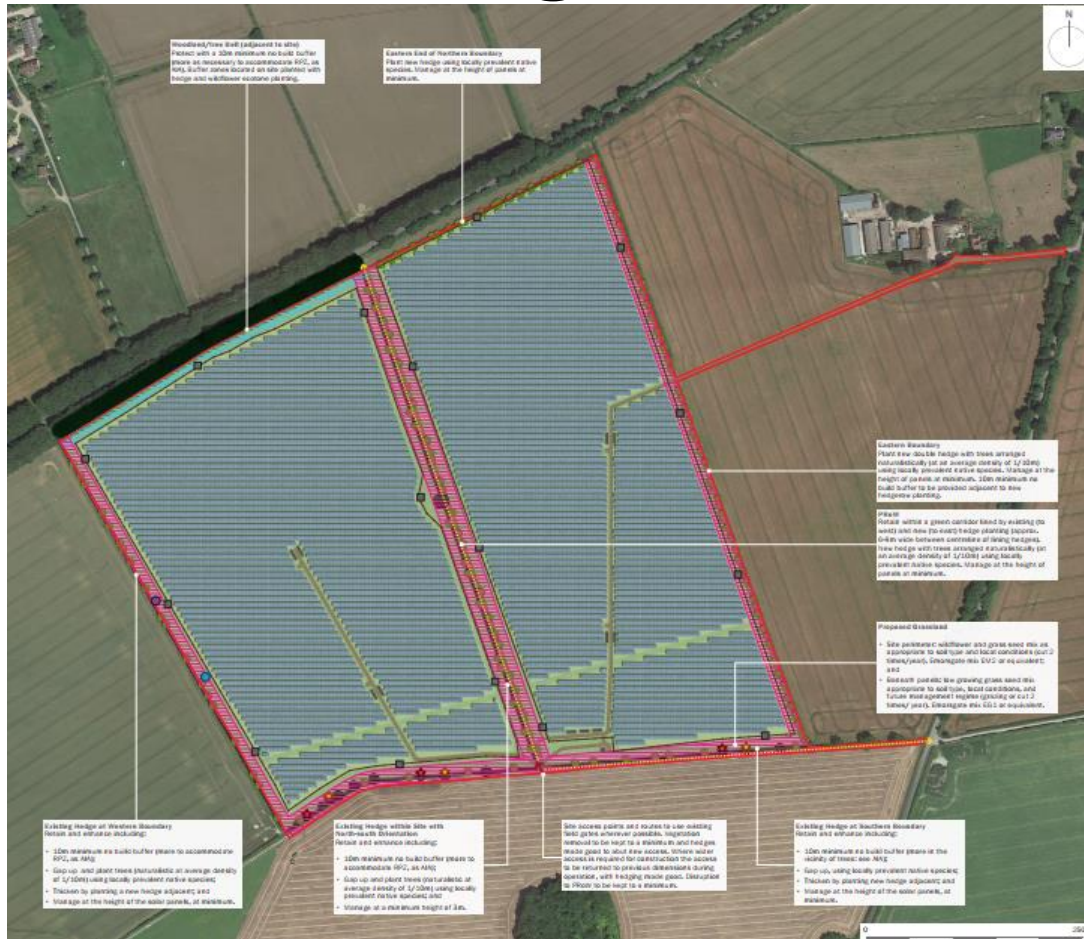 N
Woodland/Tree Belt (adjacent to site)
Protect with a 10m minimum no build buffer
(more as necessary to accommodate RPZ, as
AIA). Buffer zones located on site planted with
hedge and wildflower ecotone planting.
Eastern End of Northern Boundary
Plant new hedge using locally prevalent native
species. Manage at the height of panels at
minimum.
Eastern Boundary
Plant new double hedge with trees arranged
naturalistically (at an average density of 1/10m)
using locally prevalent native species. Manage at the
height of panels at minimum. 10m minimum no
build buffer to be provided adjacent to new
hedgerow planting.
PRoW
Retain within a green corridor lined by existing (to
west) and new (to east) hedge planting (approx.
wide between centrelines of lining hedges).
New hedge with trees arranged naturalistically (at
an average density of 1/10m) using locally
prevalent native species. Manage at the height of
panels at minimum.
Proposed Grassland
• Site perimeter: wildflower and grass seed mix as
appropriate to soil type and local conditions (cut 2
times/year). Emorsgate mix EM2 or equivalent;
and
• Beneath panels: low growing grass seed mix
appropriate to soil type, local conditions, and
future management regime (grazing or cut 2
times/ year). Emorsgate mix EG1 or equivalent.
Existing Hedge at Western Boundary
Retain and enhance including:
• 10m minimum no build buffer (more to accommodate
RPZ, as AIA);
• Gap up and plant trees (naturalistic at average density
of 1/10m) using locally prevalent native species;
• Thicken by planting a new hedge adjacent; and
• Manage at the height of the solar panels, at minimum.
Existing Hedge within Site with
North-south Orientation
Retain and enhance including:
• 10m minimum no build buffer (more to
accommodate RPZ, as AIA);
• Gap up and plant trees (naturalistic at
average density of 1/10m) using locally
prevalent native species; and
• Manage at a minimum height of 3m.
Site access points and routes to use existing
field gates wherever possible. Vegetation
removal to be kept to a minimum and hedges
made good to abut new access. Where wider
access is required for construction the access
to be returned to previous dimensions during
operation, with hedging made good. Disruption
to PRoW to be kept to a minimum.
Existing Hedge at Southern Boundary
Retain and enhance including:
• 10m minimum no build buffer (more in the
vicinity of trees: see AIA);
• Gap up, using locally prevalent native species;
• Thicken by planting new hedge adjacent; and
• Manage at the height of the solar panels, at
minimum.
0